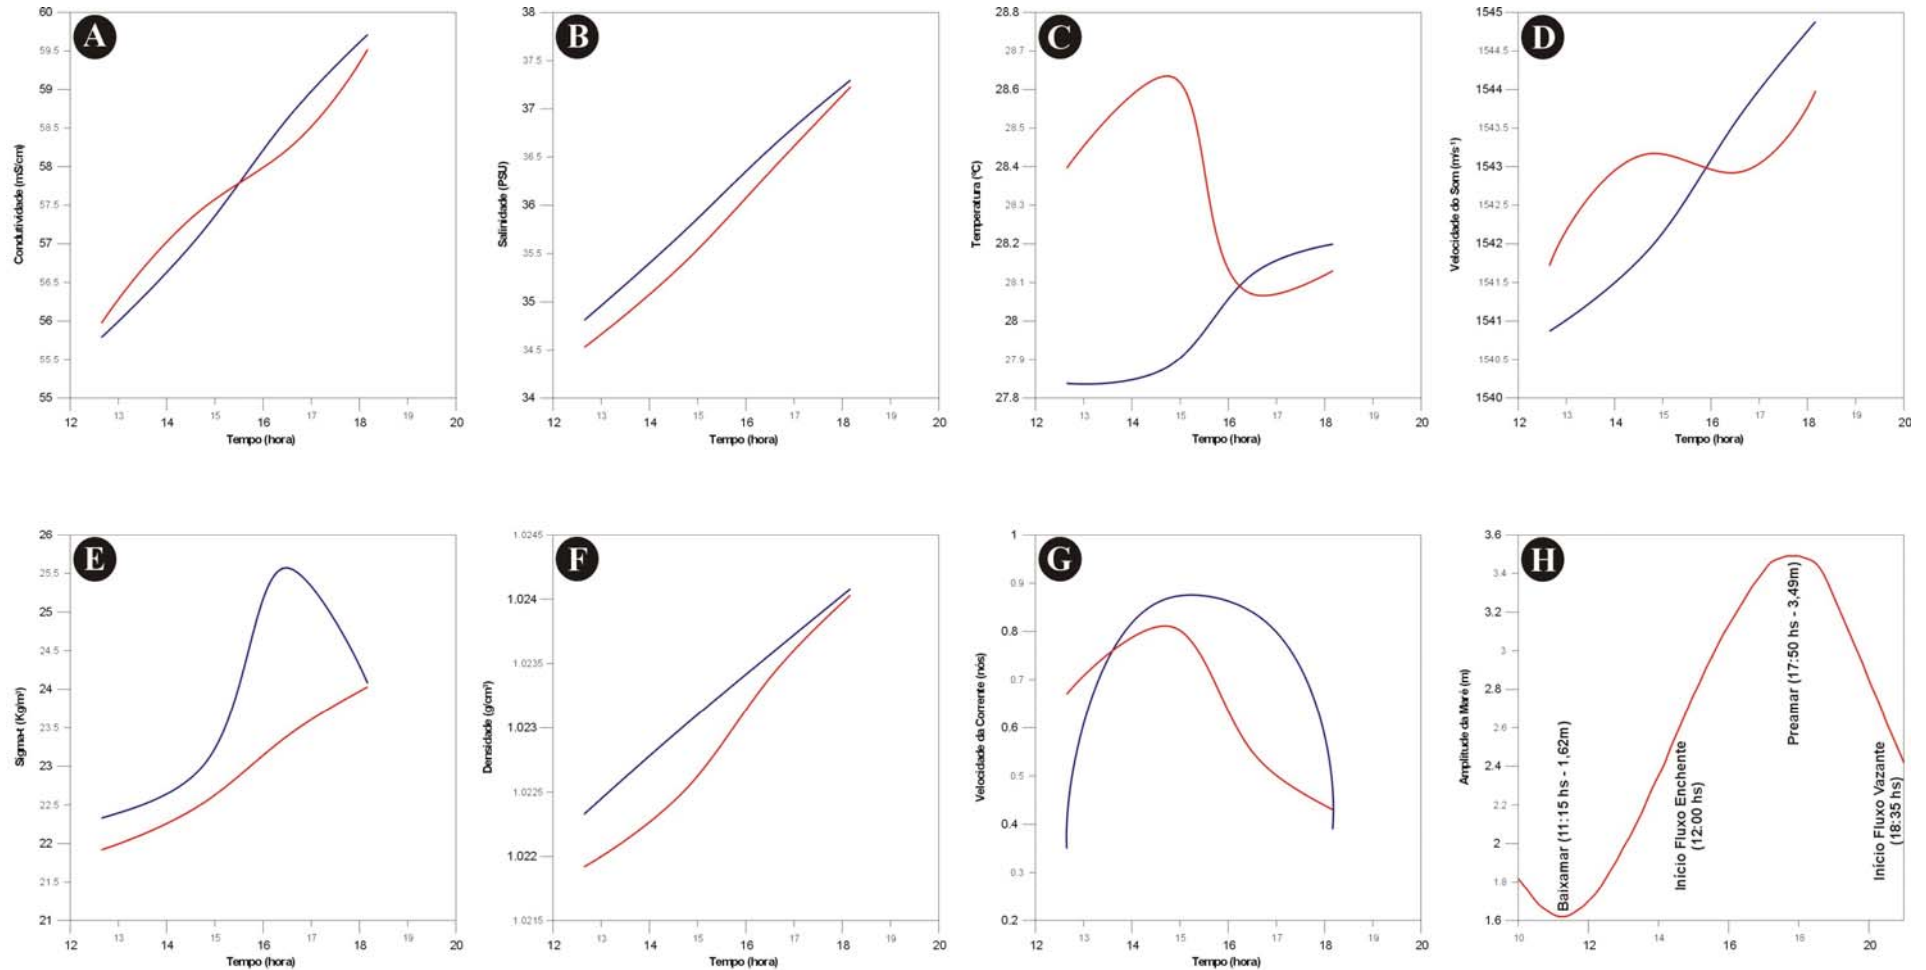 A
60
59.5
59
58.5
58
57.5
57
56.5
56
55.5
55
Condutividade (mS/cm)
12 13 14 15 16 17 18 19 20
Tempo (hora)
B
38
37.5
37
36.5
36
35.5
35
34.5
34
Salinidade (PSU)
12 13 14 15 16 17 18 19 20
Tempo (hora)
C
28.8
28.7
28.6
28.5
28.4
28.3
28.2
28.1
28
27.9
27.8
Temperatura (ºC)
12 13 14 15 16 17 18 19 20
Tempo (hora)
D
1545
1544.5
1544
1543.5
1543
1542.5
1542
1541.5
1541
1540.5
1540
Velocidade do Som (m/s⁻¹)
12 13 14 15 16 17 18 19 20
Tempo (hora)
E
26
25.5
25
24.5
24
23.5
23
22.5
22
21.5
21
Sigma-t (Kg/m³)
12 13 14 15 16 17 18 19 20
Tempo (hora)
F
1.0245
1.024
1.0235
1.023
1.0225
1.022
1.0215
Densidade (g/cm³)
12 13 14 15 16 17 18 19 20
Tempo (hora)
G
1
0.9
0.8
0.7
0.6
0.5
0.4
0.3
0.2
Velocidade da Corrente (nós)
12 13 14 15 16 17 18 19 20
Tempo (hora)
H
3.6
3.4
3.2
3
2.8
2.6
2.4
2.2
2
1.8
1.6
Amplitude da Maré (m)
Baixamar (11:15 hs - 1,62m)
Início Fluxo Enchente
(12:00 hs)
Preamar (17:50 hs - 3,49m)
Início Fluxo Vazante
(18:35 hs)
10 12 14 16 18 20
Tempo (hora)